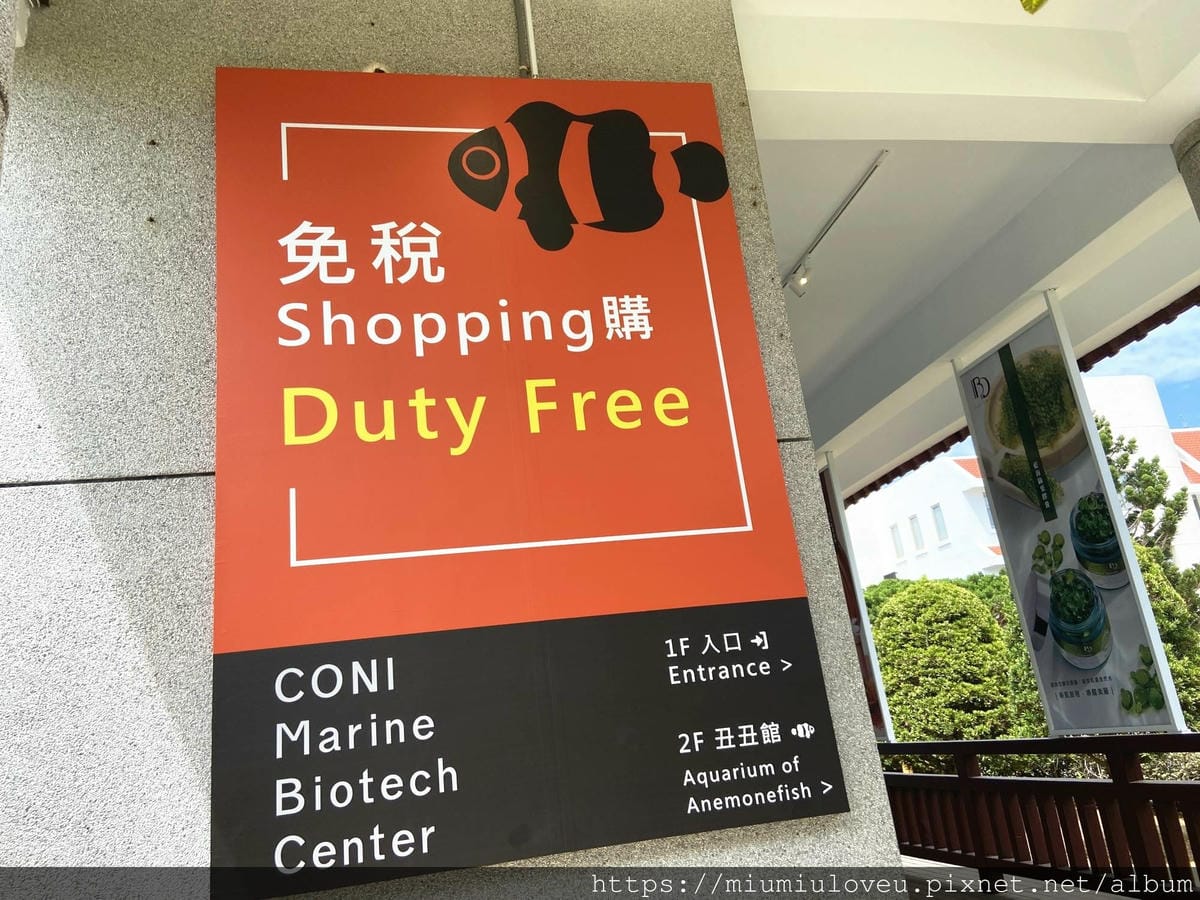 免稅
Shopping購
Duty Free
CONI
Marine
Biotech
Center
1F 入口
Entrance >
2F 丑丑館
Aquarium of
Anemonefish >
https://miumiuloveu.pixnet.net/album